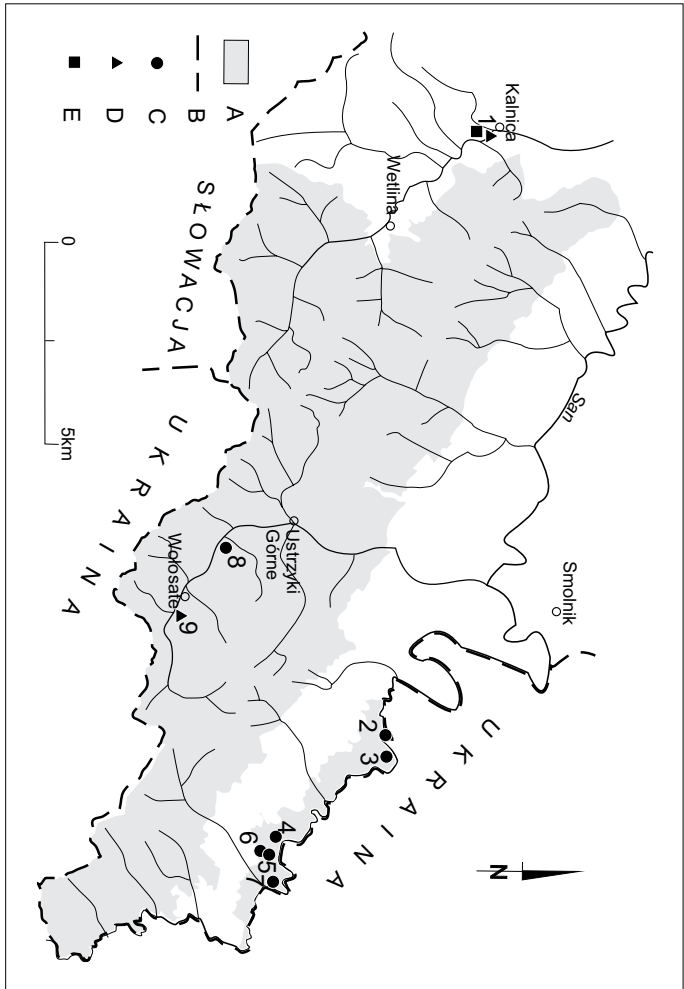 San
Smolnik
Kalnica
1
N
UKRAINA
Wetlina
2
3
Ustrzyki
Górne
4
5
6
7
8
9
Wołosate
SŁOWACJA
UKRAINA
A
B
C
D
E
0
5km